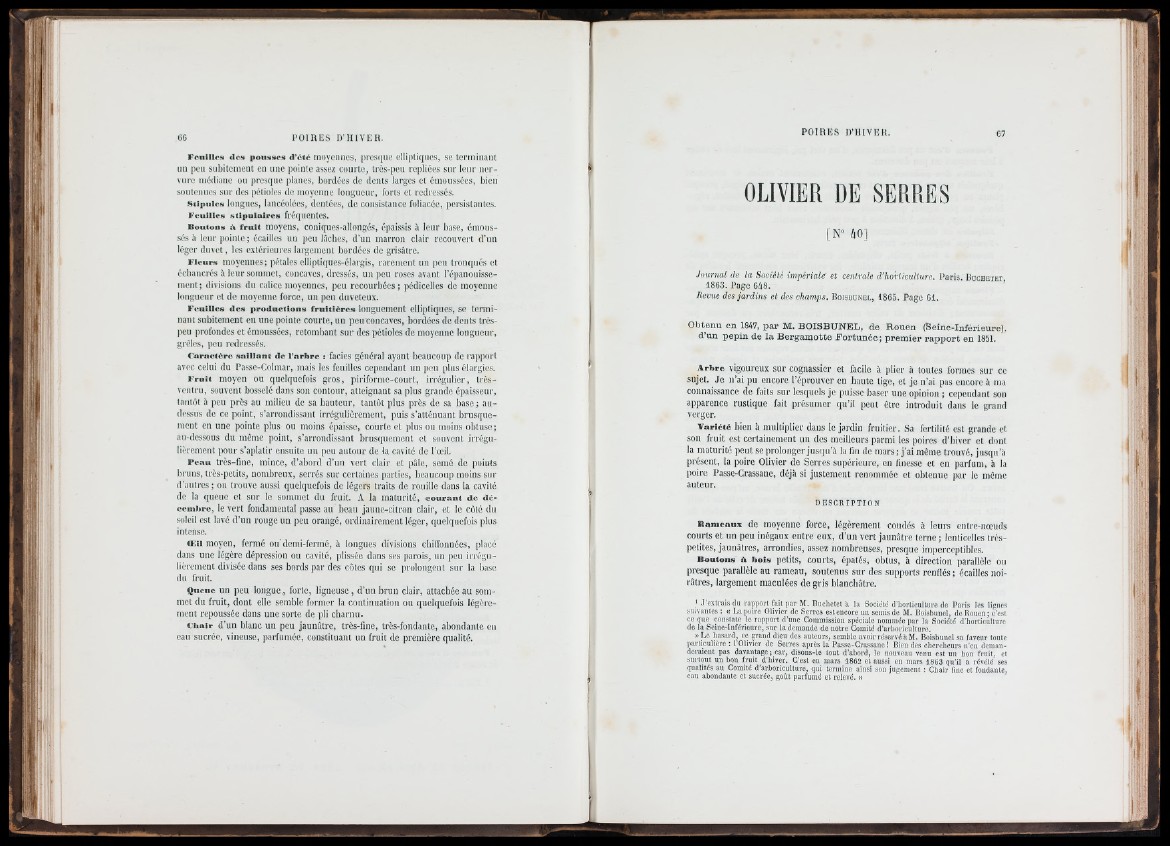 66 POIRES D'HIVER.
Feuilles des pousses d'été moyennes, presque elliptiques, se terminant
un peu subitement en une pointe assez courte, très-peu repliées sur leur ner-
vure médiane ou presque planes, bordées de dents larges et émoussées, bien
soutenues sur des pétioles de moyenne longueur, forts et redressés.
Stipules longues, lancéolées, dentées, de consistance foliacée, persistantes.
Feuilles stipulaires fréquentes.
Boutons à fruit moyens, coniques-allongés, épaissis à leur base, émous-
sés à leur pointe; écailles un peu lâches, d'un marron clair recouvert d'un
léger duvet, les extérieures largement bordées de grisâtre.
Fleurs moyennes; pétales elliptiques-élargis, rarement un peu tronqués et
échancrés à leur sommet, concaves, dressés, un peu roses avant l'épanouisse-
ment; divisions du calice moyennes, peu recourbées; pédicelles de moyenne
longueur et de moyenne force, un peu duveteux.
Feuilles des productions fruitières longuement elliptiques, se termi-
nant subitement en une pointe courte, un peu concaves, bordées de dents très-
peu profondes et émoussées, retombant sur des pétioles de moyenne longueur,
grêles, peu redressés.
Caractère saillant de l'arbre : facies général ayant beaucoup de rapport
avec celui du Passe-Colmar, mais les feuilles cependant un peu plus élargies.
Fruit moyen ou quelquefois gros, piriforme-court, irrégulier, très-
ventru, souvent bosselé dans son contour, atteignant sa plus grande épaisseur,
tantôt à peu près au milieu de sa hauteur, tantôt plus près de sa base; au-
dessus de ce point, s'arrondissant irrégulièrement, puis s'atténuant brusque-
ment en une pointe plus ou moins épaisse, courte et plus ou moins obtuse;
au-dessous du même point, s'arrondissant brusquement et souvent irrégu-
lièrement pour s'aplatir ensuite un peu autour de la cavité de l'œil.
Peau très-fine, mince, d'abord d'un vert clair et pâle, semé de points
bruns, très-petits, nombreux, serrés sur certaines parties, beaucoup moins sur
d'autres; on trouve aussi quelquefois de légers traits de rouille dans la cavité
de la queue et sur le sommet du fruit. A la maturité, courant de dé-
cembre, le vert fondamental passe au beau jaune-citron clair, et le côté du
soleil est lavé d'un rouge un peu orangé, ordinairement léger, quelquefois plus
intense.
Œil moyen, fermé ou demi-fermé, à longues divisions chiffonnées, placé
dans une légère dépression ou cavité, plissée dans ses parois, un peu irrégu-
lièrement divisée dans ses bords par des côtes qui se prolongent sur la base
du fruit.
Queue un peu longue, forte, ligneuse, d'un brun clair, attachée au som-
met du fruit, dont elle semble former la continuation ou quelquefois légère-
ment repoussée dans une sorte de pli charnu.
Chair d'un blanc un peu jaunâtre, très-fine, très-fondante, abondante en
eau sucrée, vineuse, parfumée, constituant un fruit de première qualité.
POIRES D'HIVER. 67
OLIVIER DE SERRES
[N° 40]
Journal de la Société impériale et centrale d'horticulture. Paris. BUCHETET,
1863. Page 648.
Revue des jardins et des champs. BOISBUNEL, 1865. Page 61.
Obtenu en 1847, par M. BOISBUNEL, de Rouen (Seine-Inférieure),
d'un pepin de la Bergamotte Fortunée; premier rapport en 1851.
Arbre vigoureux sur cognassier et facile à plier à toutes formes sur ce
sujet. Je n'ai pu encore l'éprouver en haute tige, et je n'ai pas encore à ma
connaissance de faits sur lesquels je puisse baser une opinion; cependant son
apparence rustique fait présumer qu'il peut être introduit dans le grand
verger.
Variété bien à multiplier dans le jardin fruitier. Sa fertilité est grande et
son fruit est certainement un des meilleurs parmi les poires d'hiver et dont
la maturité peut se prolonger jusqu'à la fin de mars; j'ai même trouvé, jusqu'à
présent, la poire Olivier de Serres supérieure, en finesse et en parfum, à la
poire Passe-Crassane, déjà si justement renommée et obtenue par le même
auteur.
DESCRIPTION
Rameaux de moyenne force, légèrement coudés à leurs entre-nœuds
courts et un peu inégaux entre eux, d'un vert jaunâtre terne; lenticelles très-
petites, jaunâtres, arrondies, assez nombreuses, presque imperceptibles.
Boutons à bois petits, courts, épatés, obtus, à direction parallèle ou
presque parallèle au rameau, soutenus sur des supports renflés; écailles noi-
râtres, largement maculées de gris blanchâtre.
¹ J'extrais du rapport fait par M. Buchetet à la Société d'horticulture de Paris les lignes
suivantes : « La poire Olivier de Serres est encore un semis de M. Boisbunel, de Rouen; c'est
ce que constate le rapport d'une Commission spéciale nommée par la Société d'horticulture
de la Seine-Inférieure, sur la demande de notre Comité d'arboriculture.
» Le hasard, ce grand dieu des auteurs, semble avoir réservé à M. Boisbunel sa faveur toute
particulière : l'Olivier de Serres après la Passe-Crassane! Bien des chercheurs n'en deman-
deraient pas davantage; car, disons-le tout d'abord, le nouveau venu est un bon fruit, et
surtout un bon fruit d'hiver. C'est en mars 1862 et aussi en mars 1863 qu'il a révélé ses
qualités au Comité d'arboriculture, qui termine ainsi son jugement : Chair fine et fondante,
eau abondante et sucrée, goût parfumé et relevé. »